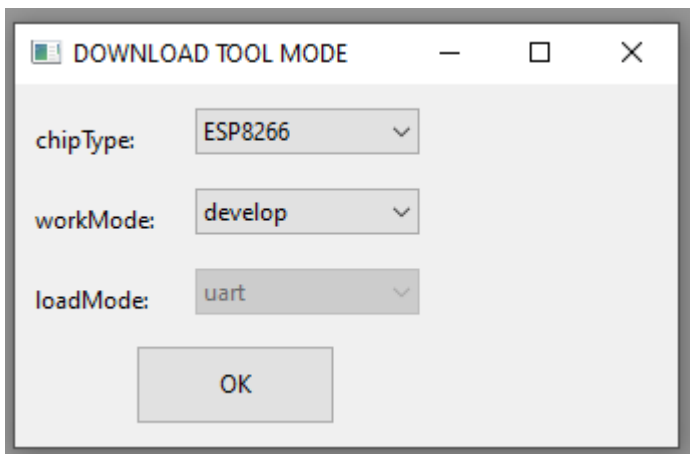 DOWNLOAD TOOL MODE
chipType: ESP8266
workMode: develop
loadMode: uart
OK